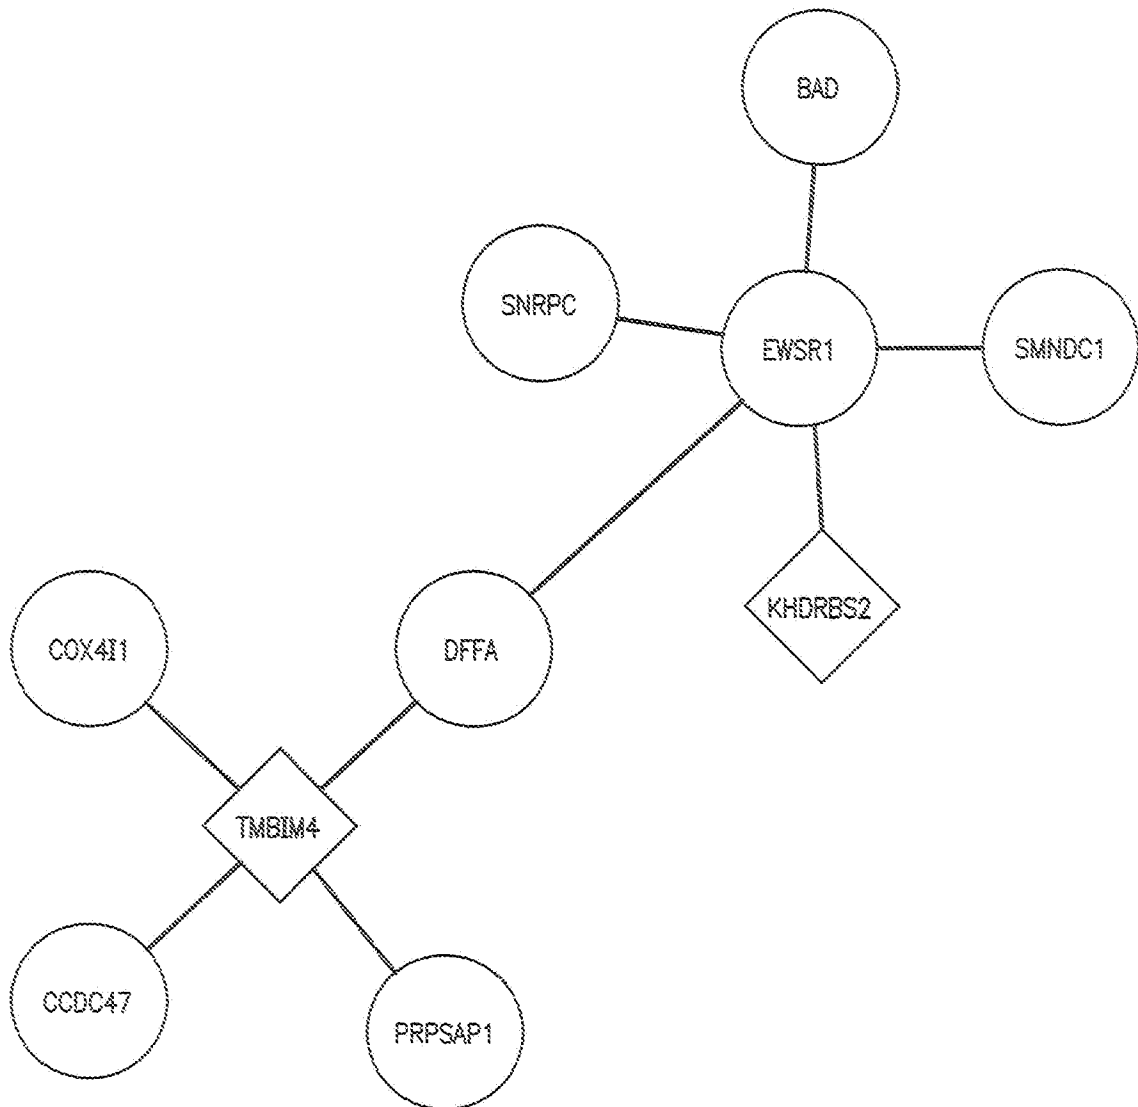 BAD
SNRPC
EWSR1
SMNDC1
KHDRBS2
COX4I1
DFFA
TMBIM4
CCDC47
PRPSAP1